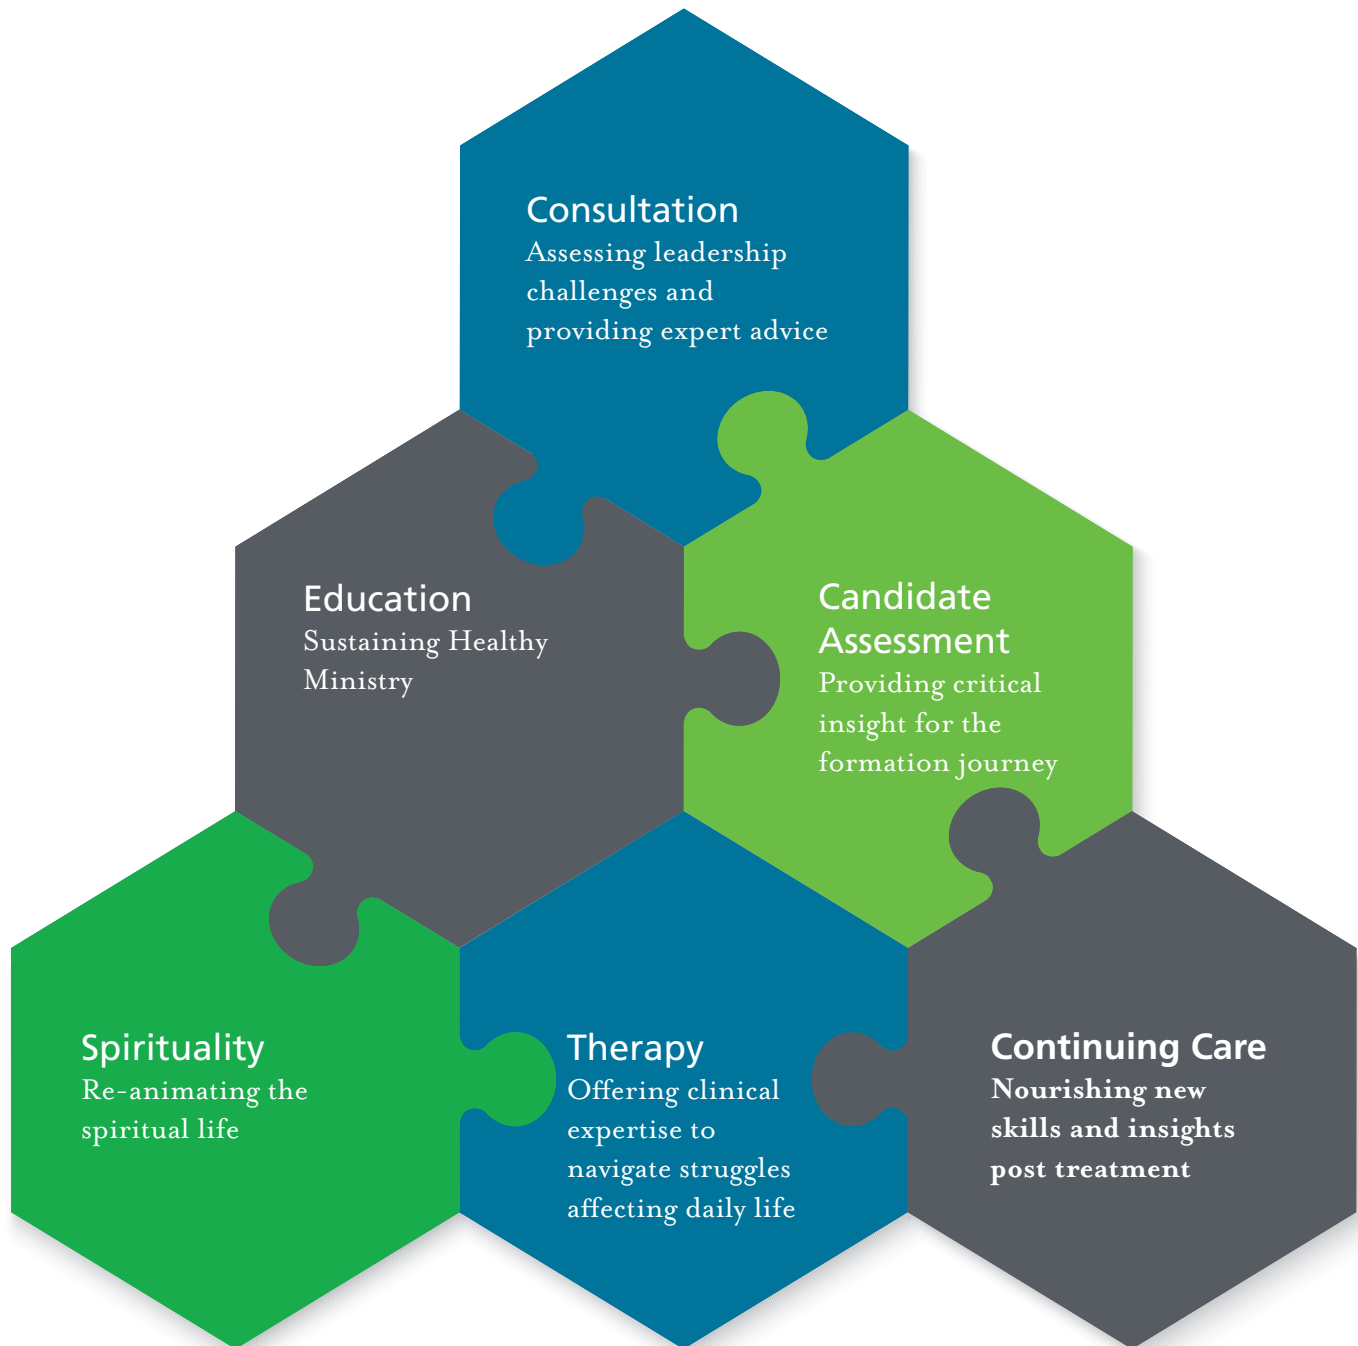 Consultation
Assessing leadership
challenges and
providing expert advice
Education
Sustaining Healthy
Ministry
Candidate
Assessment
Providing critical
insight for the
formation journey
Spirituality
Re-animating the
spiritual life
Therapy
Offering clinical
expertise to
navigate struggles
affecting daily life
Continuing Care
Nourishing new
skills and insights
post treatment